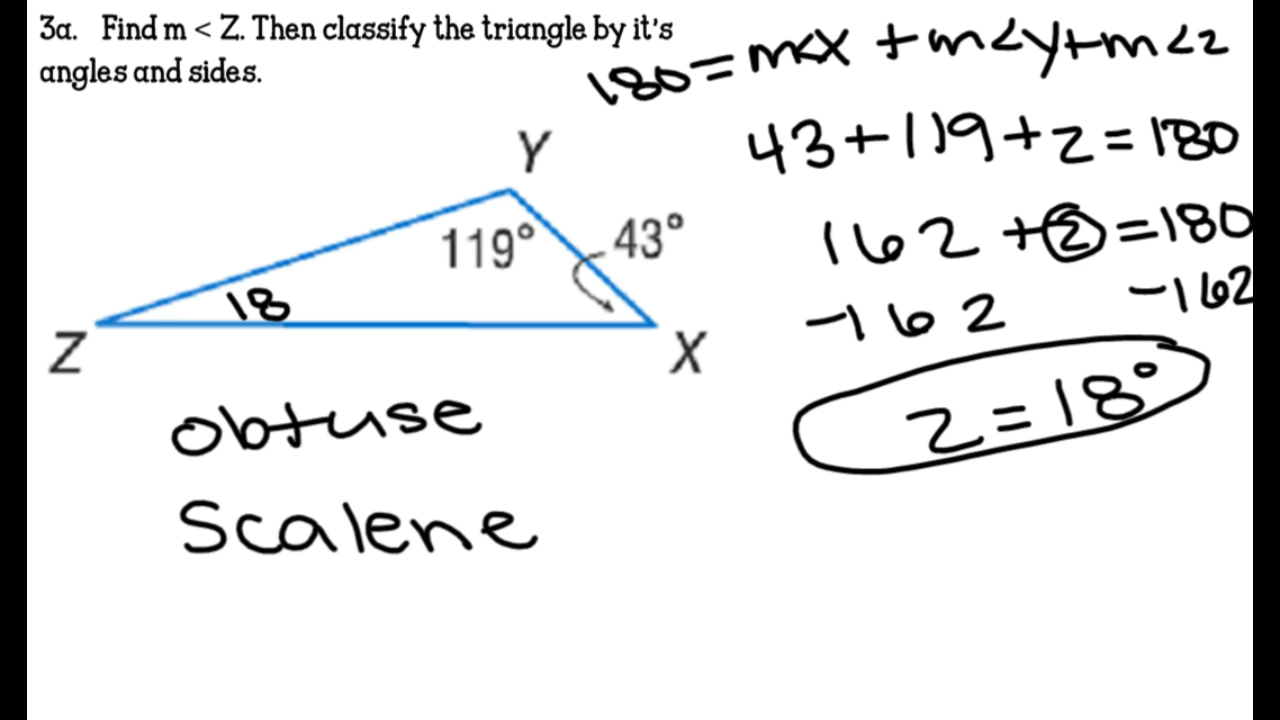 3a. Find m < Z. Then classify the triangle by it's
angles and sides.
180 = m<x + m<y + m<z
43 + 119 + z = 180
162 + z = 180
-162 -162
z = 18°
Y
119°
43°
18
Z
X
obtuse
Scalene